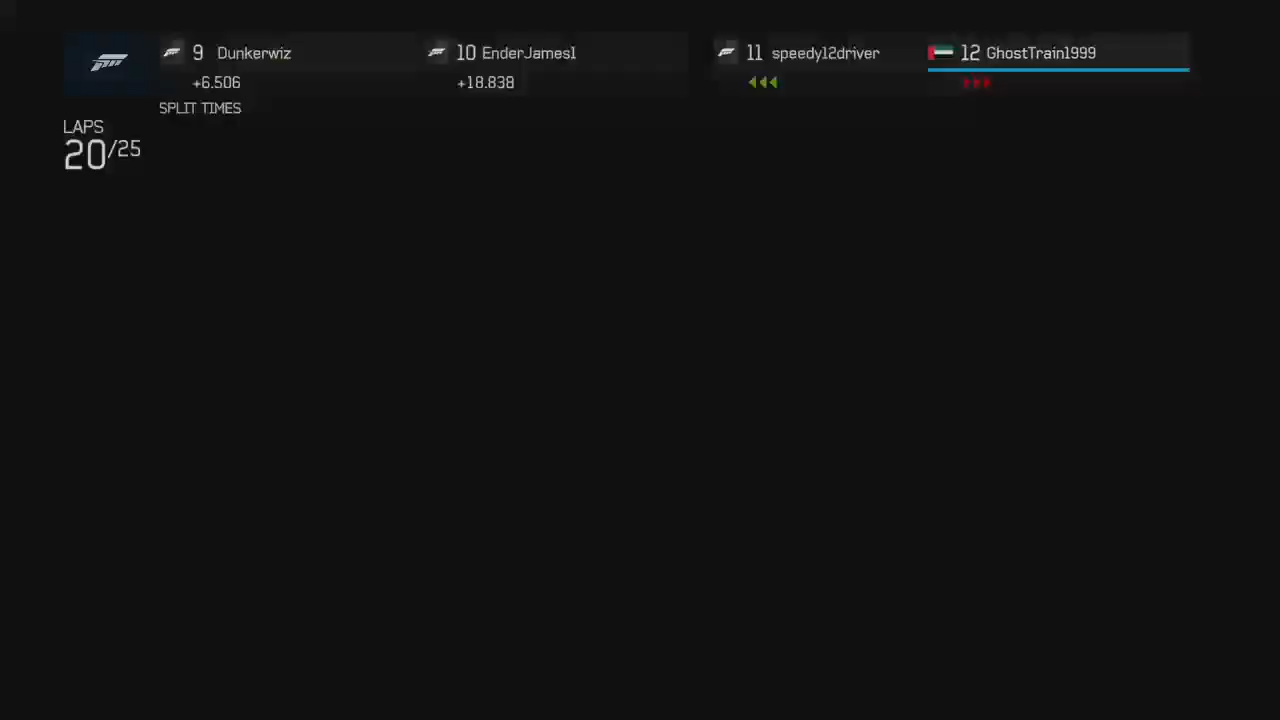 9 Dunkerwiz 10 EnderJames1 11 speedy12driver 12 GhostTrain1999
+6.506 +18.838
SPLIT TIMES
LAPS
20/25